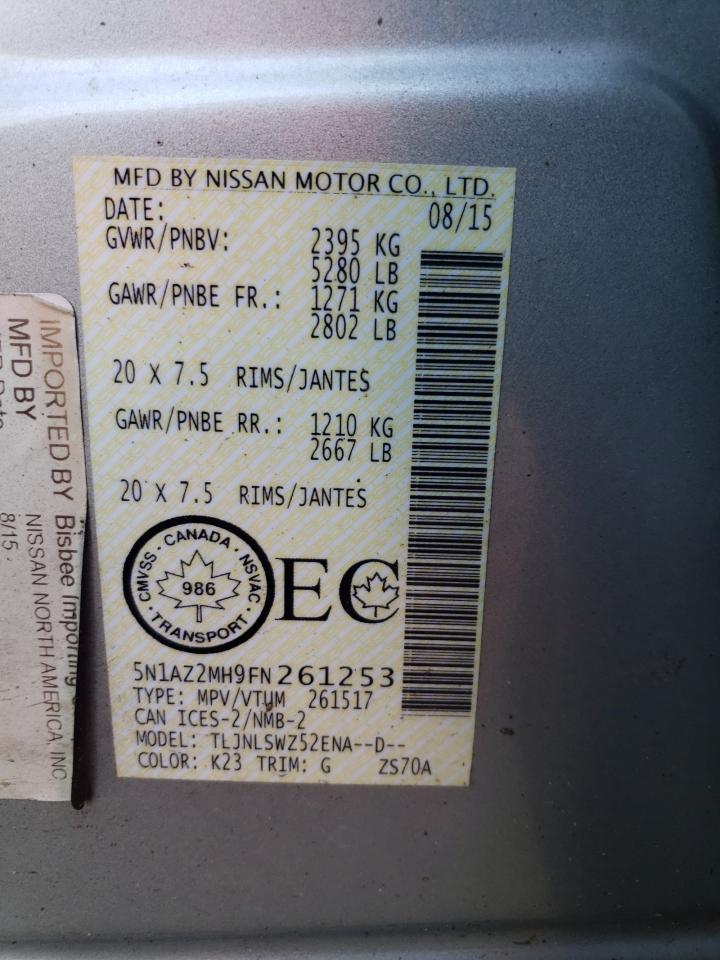 MFD BY NISSAN MOTOR CO., LTD.
DATE: 08/15
GVWR/PNBV: 2395 KG
5280 LB
GAWR/PNBE FR.: 1271 KG
2802 LB
20 X 7.5 RIMS/JANTES
GAWR/PNBE RR.: 1210 KG
2667 LB
20 X 7.5 RIMS/JANTES
CMVSS · CANADA · NSVAC
986
· TRANSPORT ·
EC
5N1AZ2MH9FN261253
TYPE: MPV/VTUM 261517
CAN ICES-2/NMB-2
MODEL: TLJNLSWZ52ENA--D--
COLOR: K23 TRIM: G ZS70A
IMPORTED BY Bisbee Importing
MFD BY NISSAN NORTH AMERICA, INC
8/15